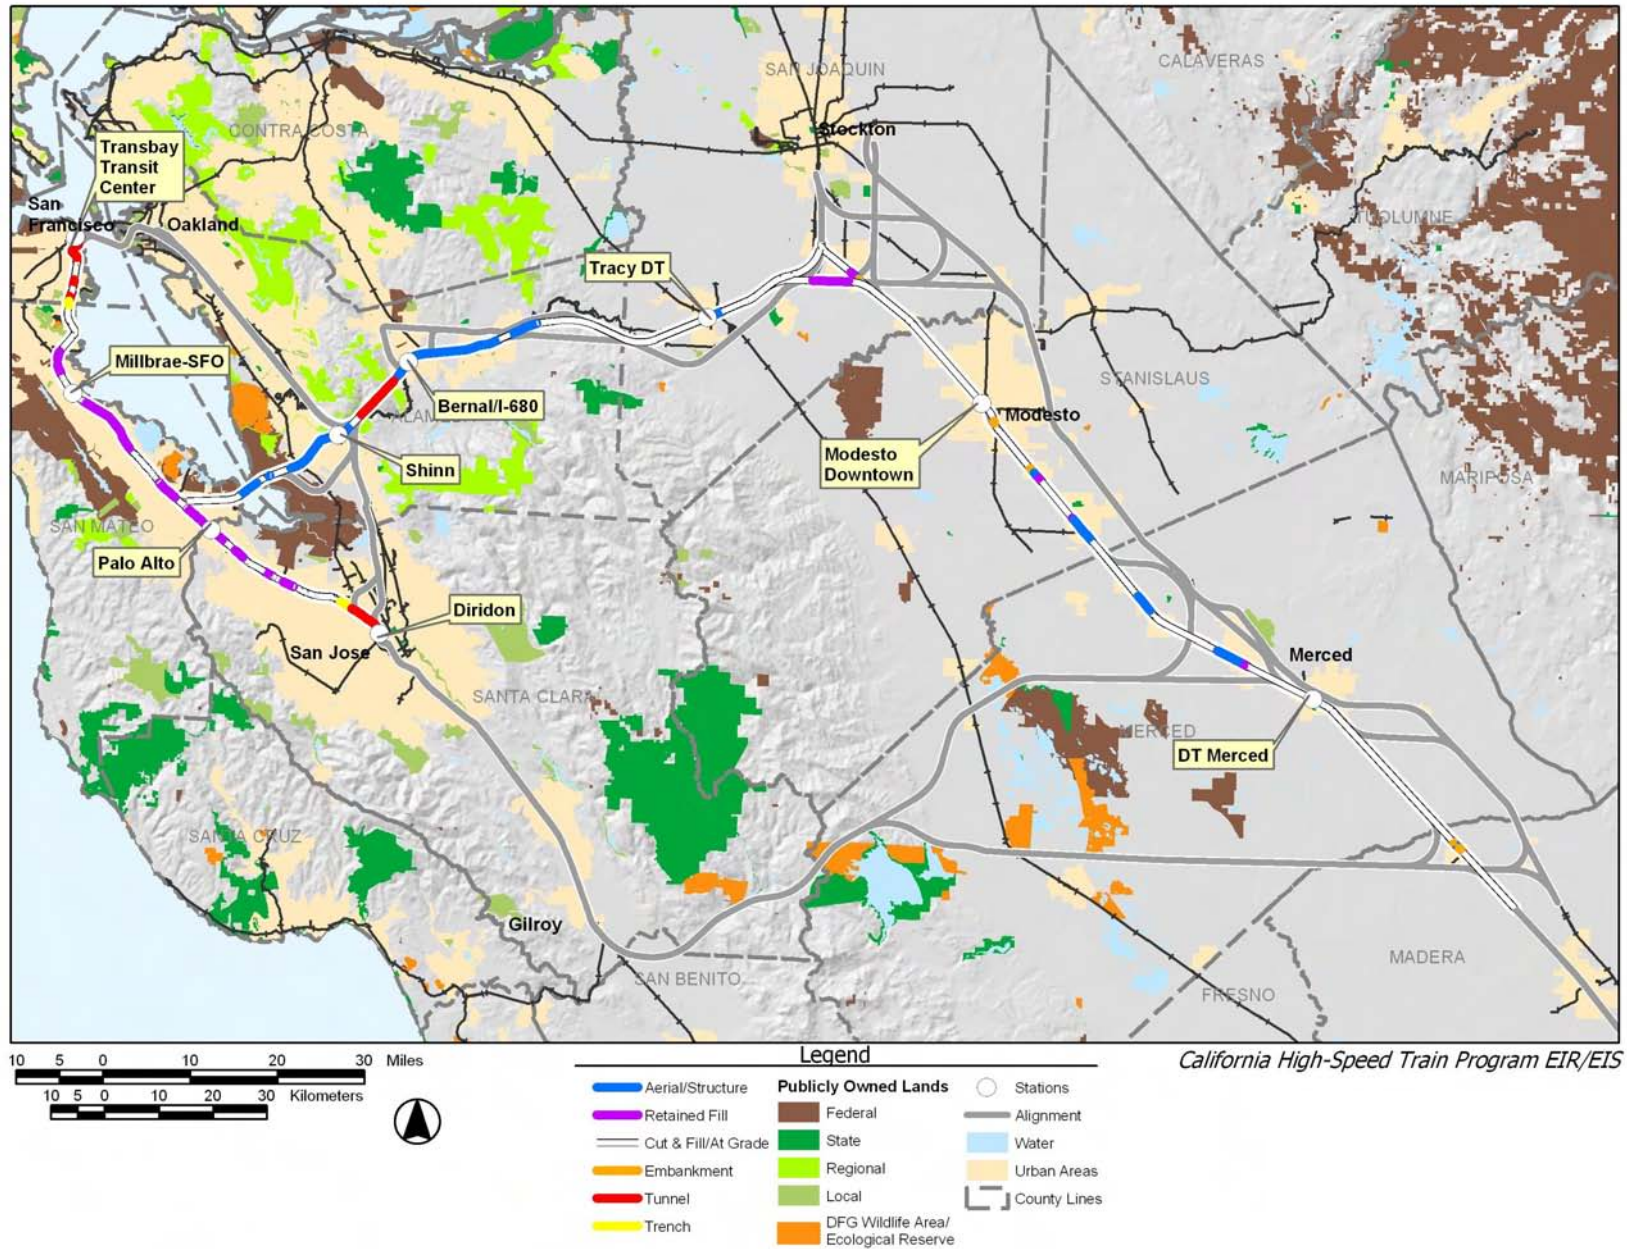 CALAVERAS
SAN JOAQUIN
Stockton
CONTRA COSTA
Transbay
Transit
Center
San
Francisco
Oakland
TUOLUMNE
Tracy DT
Millbrae-SFO
Bernal/I-680
ALAMEDA
STANISLAUS
Modesto
Modesto
Downtown
Shinn
MARIPOSA
SAN MATEO
Palo Alto
Diridon
San Jose
Merced
SANTA CLARA
MERCED
DT Merced
SANTA CRUZ
Gilroy
SAN BENITO
MADERA
FRESNO
10 5 0 10 20 30 Miles
10 5 0 10 20 30 Kilometers
Legend
California High-Speed Train Program EIR/EIS
Aerial/Structure
Retained Fill
Cut & Fill/At Grade
Embankment
Tunnel
Trench
Publicly Owned Lands
Federal
State
Regional
Local
DFG Wildlife Area/
Ecological Reserve
Stations
Alignment
Water
Urban Areas
County Lines